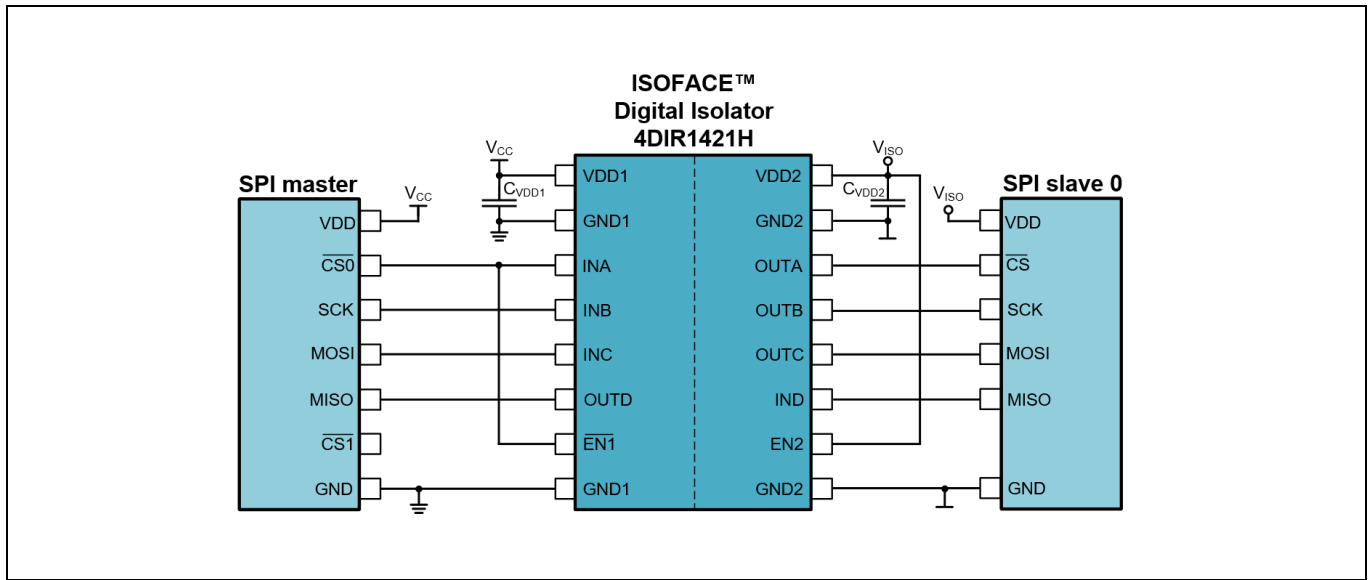 ISOFACE™
Digital Isolator
4DIR1421H
SPI master
VCC
VDD
CS0
SCK
MOSI
MISO
CS1
GND
VCC
CVDD1
VDD1
GND1
INA
INB
INC
OUTD
EN1
GND1
VDD2
GND2
OUTA
OUTB
OUTC
IND
EN2
GND2
VISO
CVDD2
VISO
SPI slave 0
VDD
CS
SCK
MOSI
MISO
GND